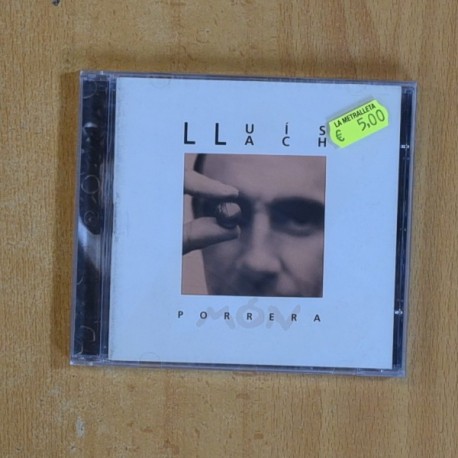 LLUÍS
LLACH
LA METRALLETA
€ 5,00
MÓN
PORRERA